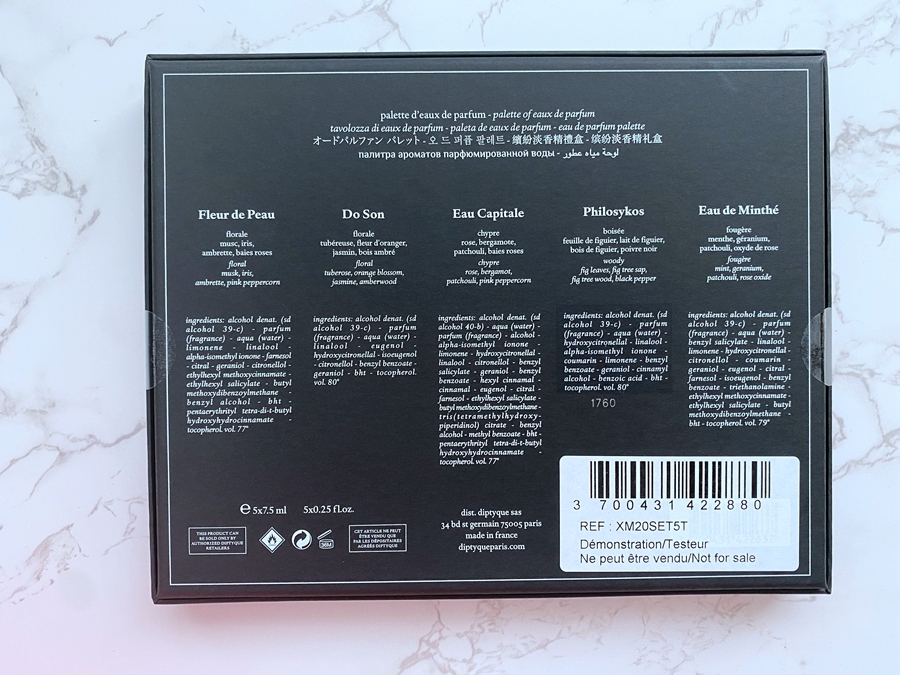 palette d'eaux de parfum - palette of eaux de parfum
tavolozza di eaux de parfum - paleta de eaux de parfum - eau de parfum palette
オードパルファン パレット - 오 드 퍼퓸 팔레트 - 繽紛淡香精禮盒 - 缤纷淡香精礼盒
палитра ароматов парфюмированной воды - لوحة مياه عطور
Fleur de Peau
florale
musc, iris,
ambrette, baies roses
floral
musk, iris,
ambrette, pink peppercorn
ingredients: alcohol denat. (sd
alcohol 39-c) - parfum
(fragrance) - aqua (water) -
limonene - linalool -
alpha-isomethyl ionone - farnesol
- citral - geraniol - citronellol -
ethylhexyl methoxycinnamate -
ethylhexyl salicylate - butyl
methoxydibenzoylmethane -
benzyl alcohol - bht -
pentaerythrityl tetra-di-t-butyl
hydroxyhydrocinnamate -
tocopherol. vol. 77°
Do Son
florale
tubéreuse, fleur d'oranger,
jasmin, bois ambré
floral
tuberose, orange blossom,
jasmine, amberwood
ingredients: alcohol denat. (sd
alcohol 39-c) - parfum
(fragrance) - aqua (water) -
linalool - eugenol -
hydroxycitronellal - isoeugenol
- citronellol - benzyl benzoate -
geraniol - bht - tocopherol.
vol. 80°
Eau Capitale
chypre
rose, bergamote,
patchouli, baies roses
chypre
rose, bergamot,
patchouli, pink peppercorn
ingredients: alcohol denat. (sd
alcohol 40-b) - aqua (water) -
parfum (fragrance) - alcohol -
alpha-isomethyl ionone -
limonene - hydroxycitronellal -
linalool - citronellol - benzyl
salicylate - geraniol - benzyl
benzoate - hexyl cinnamal -
cinnamal - eugenol - citral -
farnesol - ethylhexyl salicylate -
butyl methoxydibenzoylmethane -
tris(tetramethylhydroxy-
piperidinol) citrate - benzyl
alcohol - methyl benzoate - bht -
pentaerythrityl tetra-di-t-butyl
hydroxyhydrocinnamate -
tocopherol. vol. 77°
Philosykos
boisée
feuille de figuier, lait de figuier,
bois de figuier, poivre noir
woody
fig leaves, fig tree sap,
fig tree wood, black pepper
ingredients: alcohol denat. (sd
alcohol 39-c) - parfum
(fragrance) - aqua (water) -
hydroxycitronellal - linalool -
alpha-isomethyl ionone -
coumarin - limonene - benzyl
benzoate - geraniol - cinnamyl
alcohol - benzoic acid - bht -
tocopherol. vol. 80°
1760
Eau de Minthé
fougère
menthe, géranium,
patchouli, oxyde de rose
fougère
mint, geranium,
patchouli, rose oxide
ingredients: alcohol denat. (sd
alcohol 39-c) - parfum
(fragrance) - aqua (water) -
benzyl salicylate - linalool -
limonene - hydroxycitronellal -
citronellol - coumarin -
geraniol - eugenol - citral -
farnesol - isoeugenol - benzyl
benzoate - triethanolamine -
ethylhexyl methoxycinnamate -
ethylhexyl salicylate - butyl
methoxydibenzoylmethane -
bht - tocopherol. vol. 79°
℮ 5x7.5 ml 5x0.25 fl.oz.
THIS PRODUCT CAN
BE SOLD ONLY BY
AUTHORIZED DIPTYQUE
RETAILERS
36M
CET ARTICLE NE PEUT
ÊTRE VENDU QUE
PAR LES DÉPOSITAIRES
AGRÉÉS DIPTYQUE
dist. diptyque sas
34 bd st germain 75005 paris
made in france
diptyqueparis.com
3 700431 422880
REF : XM20SET5T
Démonstration/Testeur
Ne peut être vendu/Not for sale